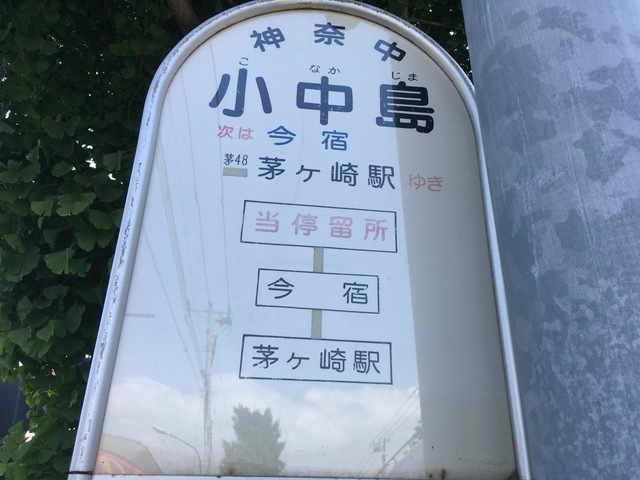 神奈中
こなかじま
小中島
次は 今宿
茅48 茅ヶ崎駅 ゆき
当停留所
今宿
茅ヶ崎駅